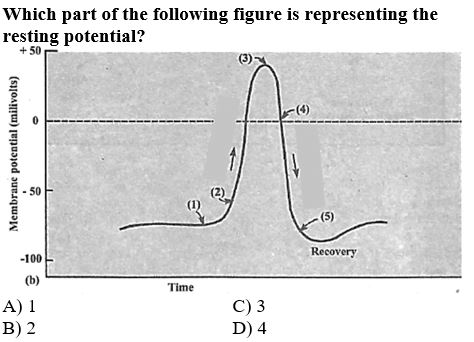 Which part of the following figure is representing the
resting potential?
+ 50
(3)
(4)
0
Membrane potential (milivolts)
- 50
(2)
(1)
(5)
Recovery
-100
(b)
Time
A) 1
C) 3
B) 2
D) 4